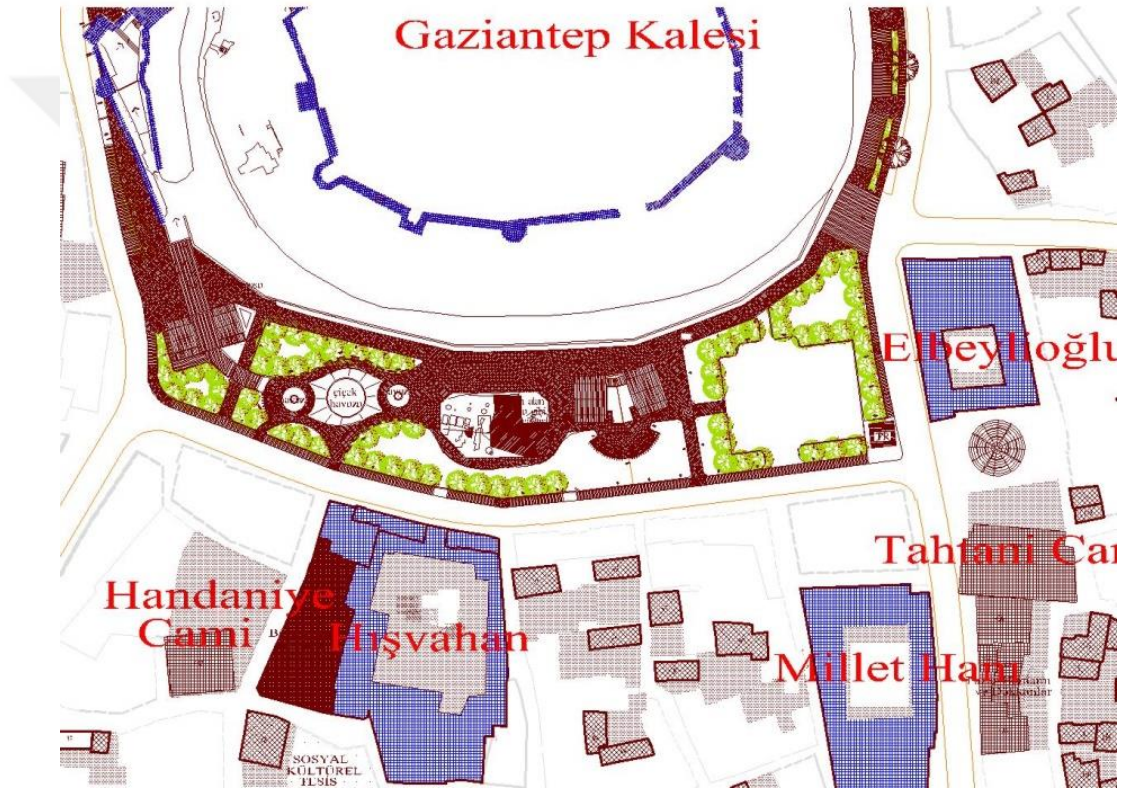 Gaziantep Kalesi
çiçek
havuzu
Elbeylioğlu
Tahtani Ca
Handaniye
Cami
Hışvahan
Millet Hanı
SOSYAL
KÜLTÜREL
TESİS